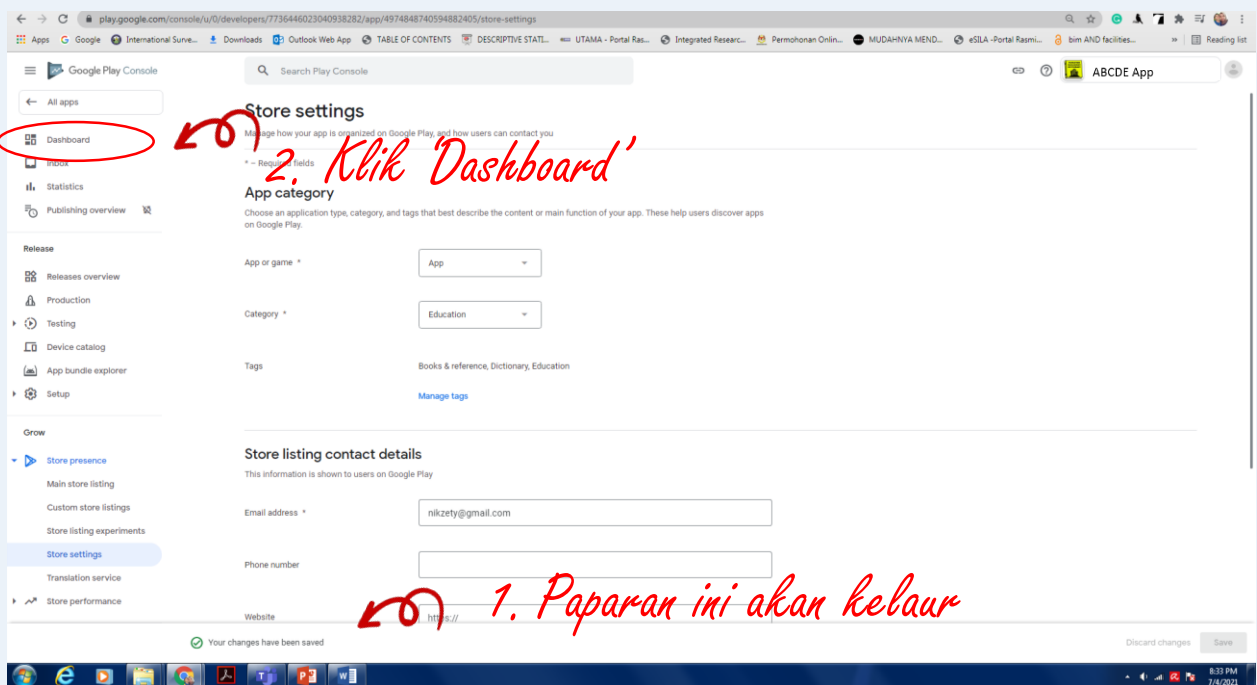 play.google.com/console/u/0/developers/7736446023040938282/app/4974848740594882405/store-settings
Apps Google International Surve... Downloads Outlook Web App TABLE OF CONTENTS DESCRIPTIVE STATI... UTAMA - Portal Ras... Integrated Researc... Permohonan Onlin... MUDAHNYA MEND... eSILA -Portal Rasmi... bim AND facilities... » Reading list
Google Play Console
Search Play Console
ABCDE App
All apps
Dashboard
Inbox
Statistics
Publishing overview
Release
Releases overview
Production
Testing
Device catalog
App bundle explorer
Setup
Grow
Store presence
Main store listing
Custom store listings
Store listing experiments
Store settings
Translation service
Store performance
Store settings
Manage how your app is organized on Google Play, and how users can contact you
* – Required fields
2. Klik 'Dashboard'
App category
Choose an application type, category, and tags that best describe the content or main function of your app. These help users discover apps
on Google Play.
App or game * App
Category * Education
Tags Books & reference, Dictionary, Education
Manage tags
Store listing contact details
This information is shown to users on Google Play
Email address * nikzety@gmail.com
Phone number
1. Paparan ini akan kelaur
Website https://
Your changes have been saved
Discard changes Save
8:33 PM
7/4/2021